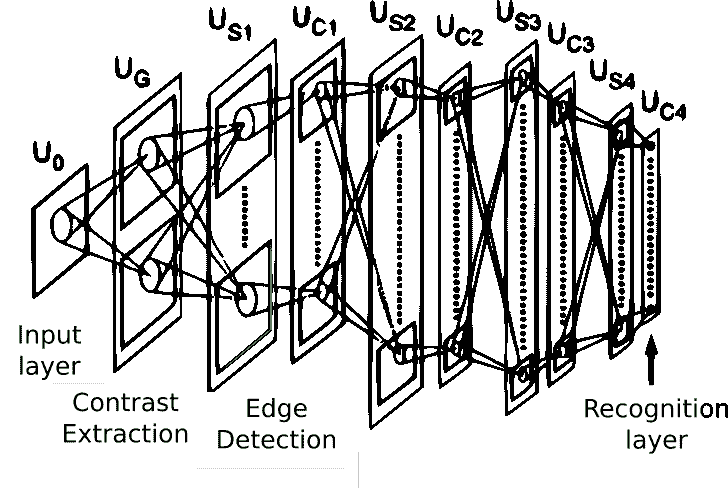 U0
UG
US1
UC1
US2
UC2
US3
UC3
US4
UC4
Input
layer
Contrast
Extraction
Edge
Detection
Recognition
layer